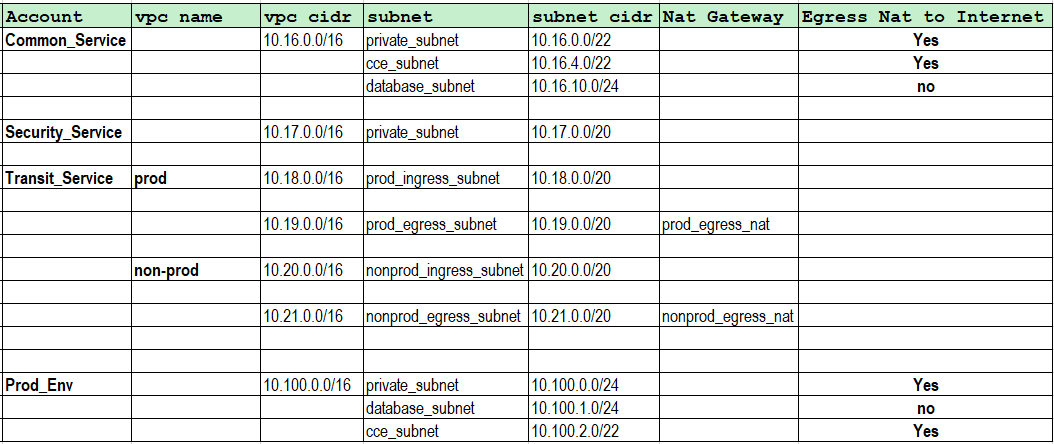 Account vpc name vpc cidr subnet subnet cidr Nat Gateway Egress Nat to Internet
Common_Service 10.16.0.0/16 private_subnet 10.16.0.0/22 Yes
cce_subnet 10.16.4.0/22 Yes
database_subnet 10.16.10.0/24 no
Security_Service 10.17.0.0/16 private_subnet 10.17.0.0/20
Transit_Service prod 10.18.0.0/16 prod_ingress_subnet 10.18.0.0/20
10.19.0.0/16 prod_egress_subnet 10.19.0.0/20 prod_egress_nat
non-prod 10.20.0.0/16 nonprod_ingress_subnet 10.20.0.0/20
10.21.0.0/16 nonprod_egress_subnet 10.21.0.0/20 nonprod_egress_nat
Prod_Env 10.100.0.0/16 private_subnet 10.100.0.0/24 Yes
database_subnet 10.100.1.0/24 no
cce_subnet 10.100.2.0/22 Yes